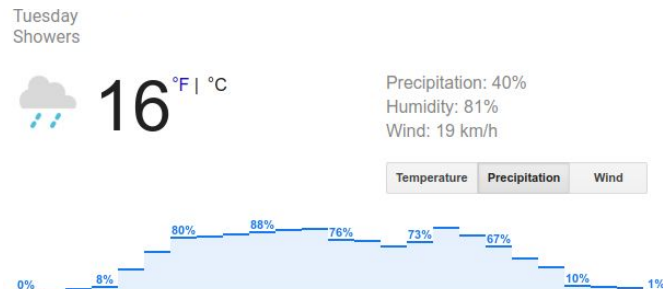 Tuesday
Showers
16 °F | °C
Precipitation: 40%
Humidity: 81%
Wind: 19 km/h
Temperature Precipitation Wind
0% 8% 80% 88% 76% 73% 67% 10% 1%